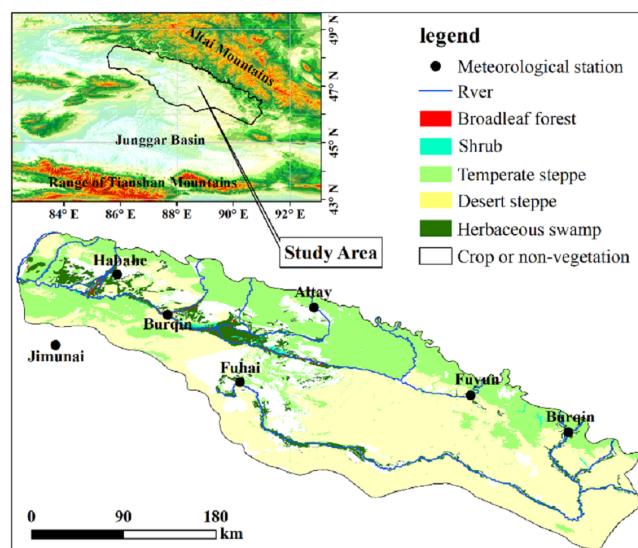 Altai Mountains
Junggar Basin
Range of Tianshan Mountains
49° N
47° N
45° N
43° N
84° E
86° E
88° E
90° E
92° E
legend
Meteorological station
Rver
Broadleaf forest
Shrub
Temperate steppe
Desert steppe
Herbaceous swamp
Crop or non-vegetation
Study Area
Habahe
Altay
Burqin
Jimunai
Fuhai
Fuyun
Burqin
0 90 180
km